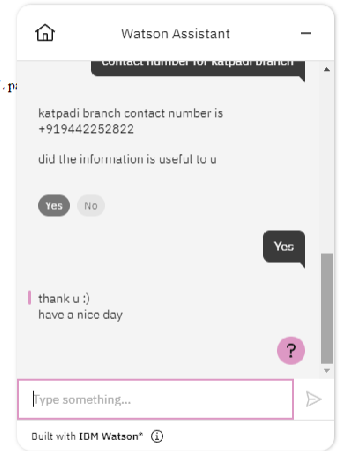 Watson Assistant
contact number for katpadi branch
katpadi branch contact number is
+919442252822
did the information is useful to u
Yes
No
Yes
thank u :)
have a nice day
?
Type something...
Built with IBM Watson®